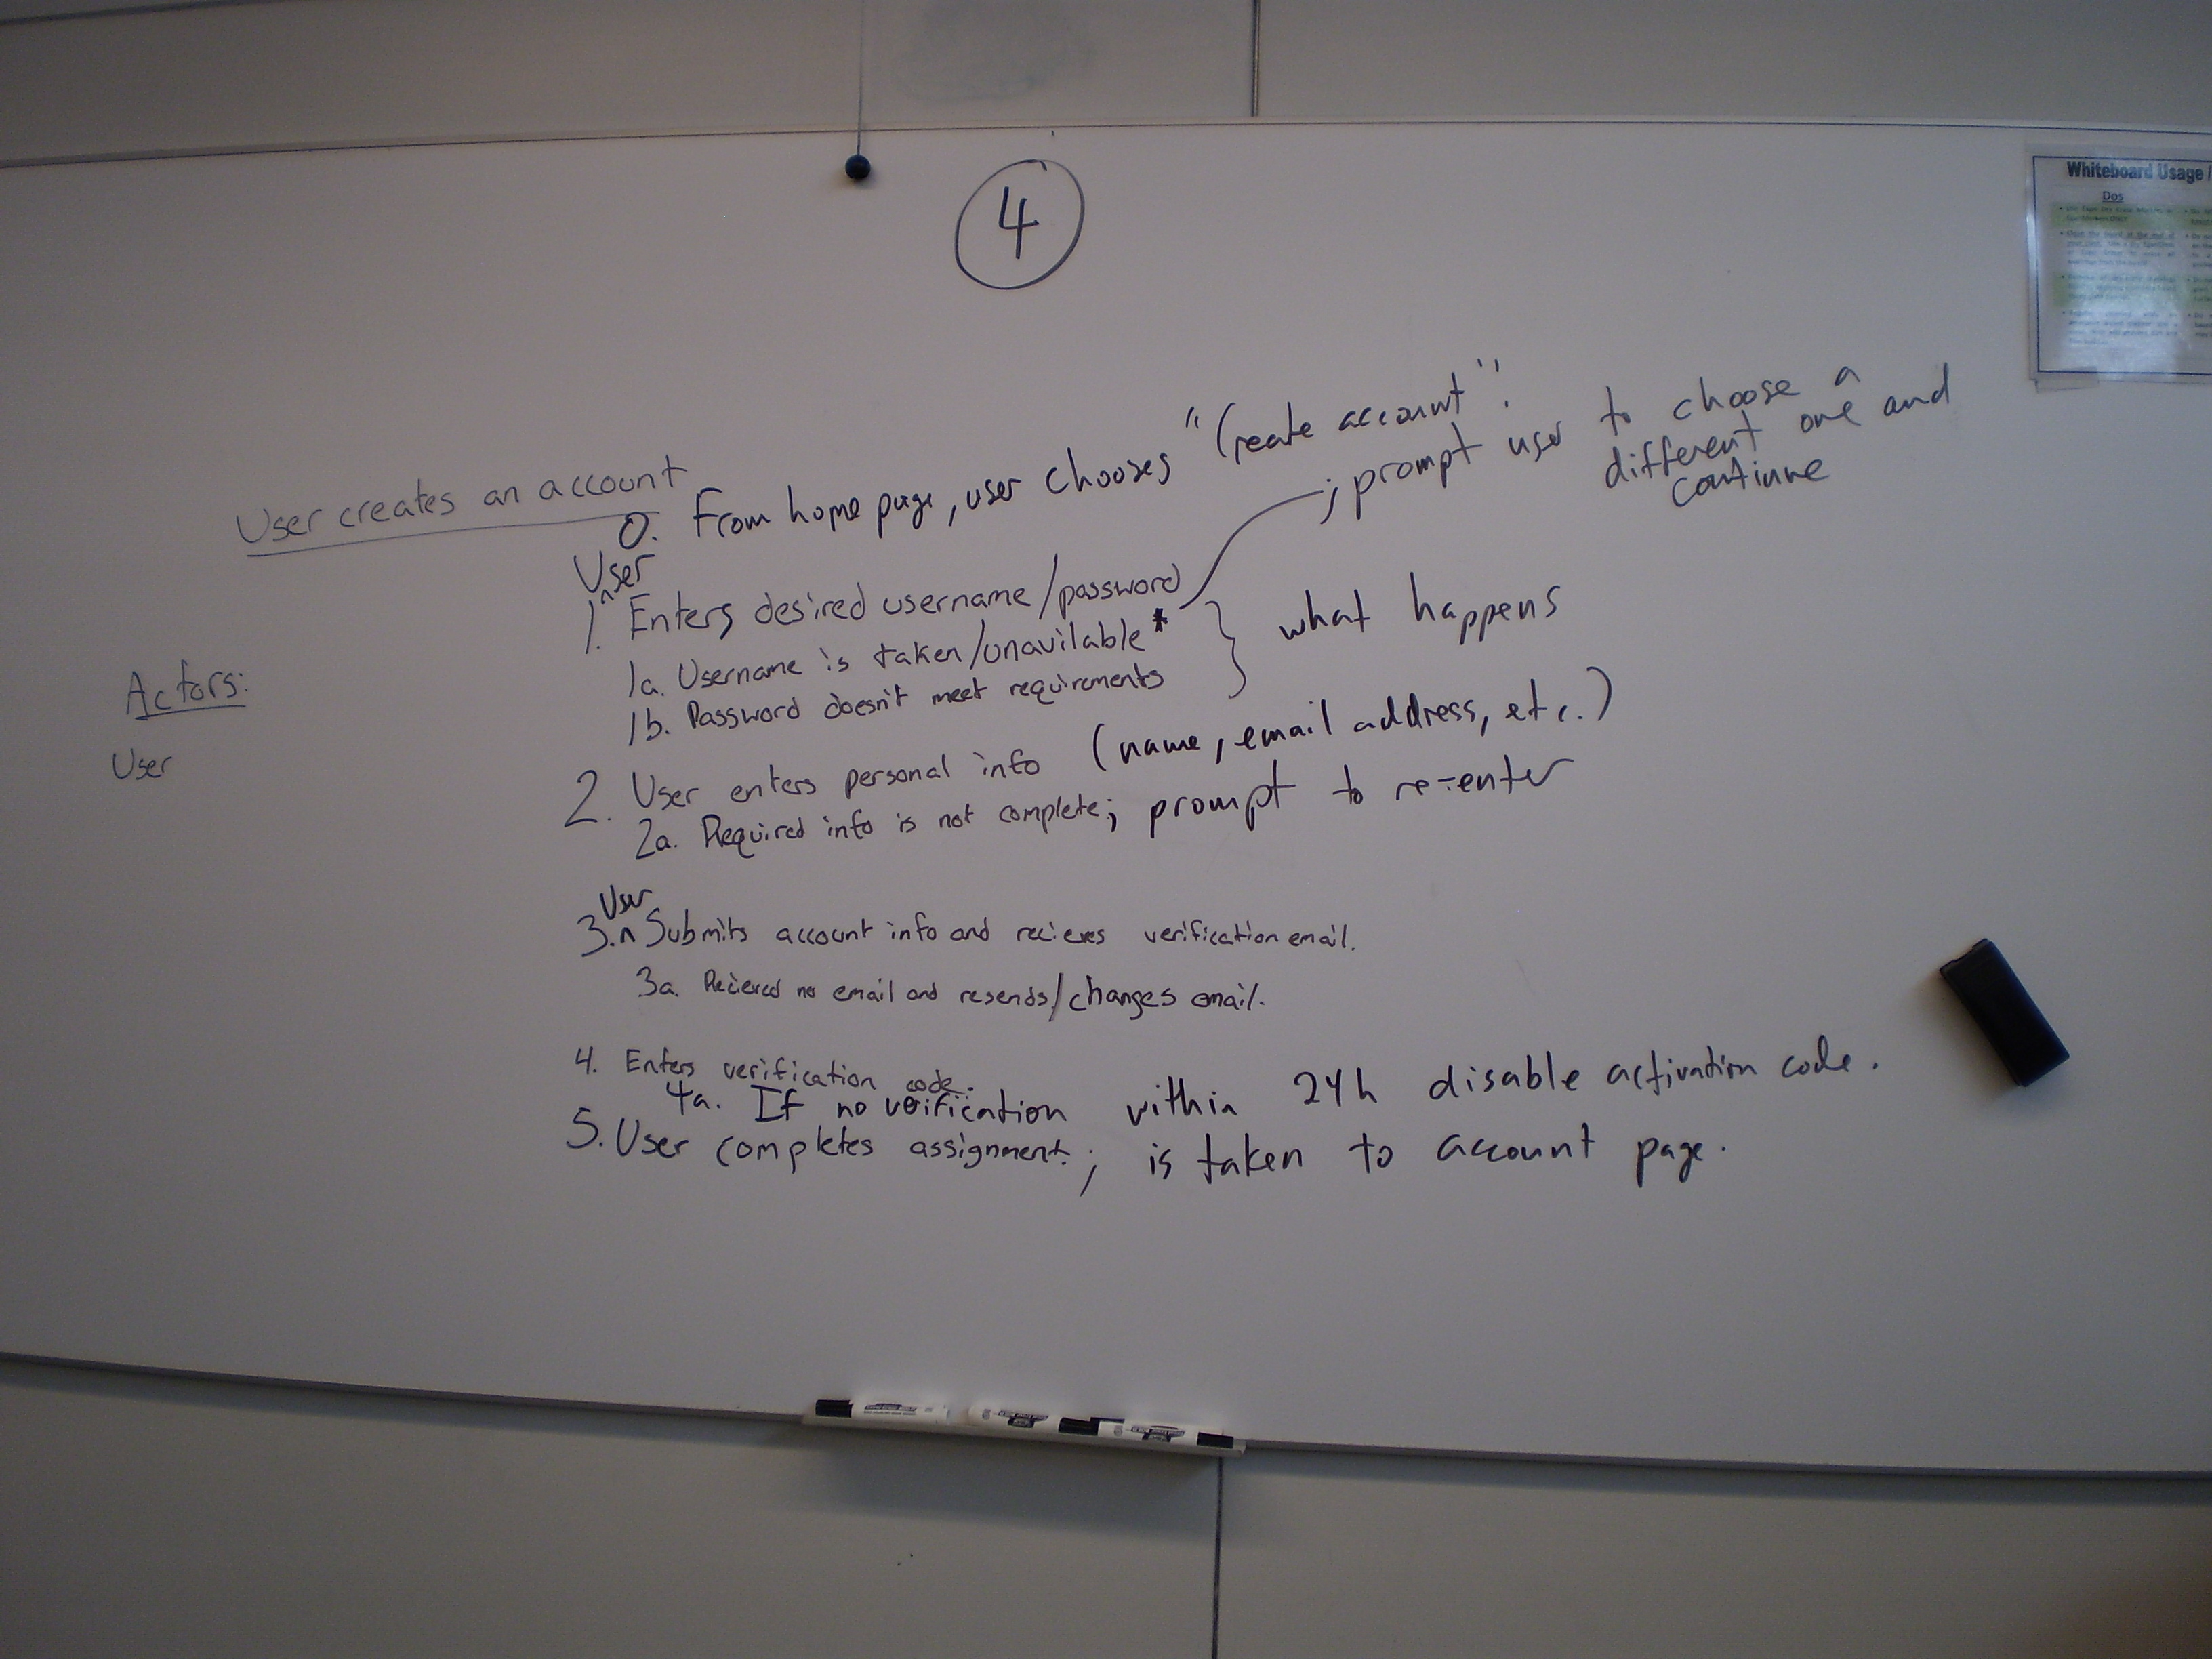 4
User creates an account
0. From home page, user chooses "Create account".
; prompt user to choose a
different one and
continue
User
1.^ Enters desired username/password
1a. Username is taken/unavilable*
1b. Password doesn't meet requirements
} what happens
Actors:
User
2. User enters personal info (name, email address, etc.)
2a. Required info is not complete; prompt to re-enter
User
3.^ Submits account info and recieves verification email.
3a. Recieved no email and resends/changes email.
4. Enters verification code.
4a. If no verification within 24h disable activation code.
5. User completes assignment.; is taken to account page.
Whiteboard Usage /
Dos